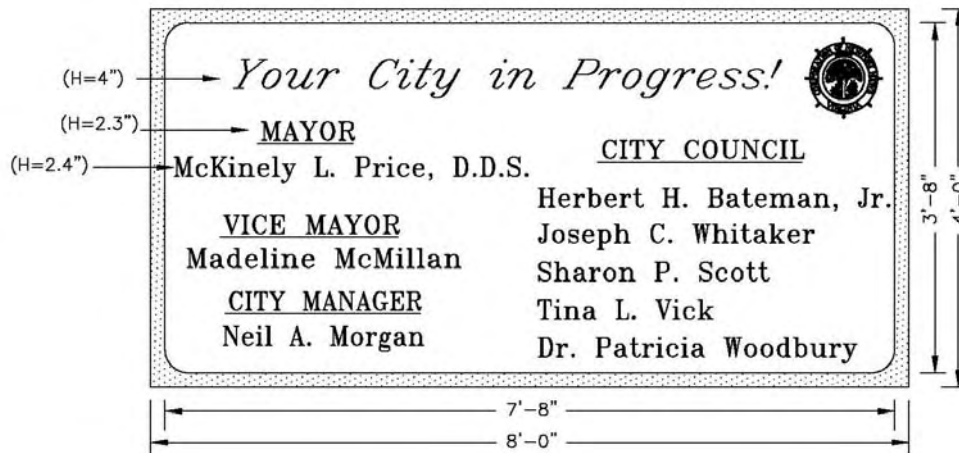 (H=4")
Your City in Progress!
(H=2.3")
MAYOR
(H=2.4")
McKinely L. Price, D.D.S.
VICE MAYOR
Madeline McMillan
CITY MANAGER
Neil A. Morgan
CITY COUNCIL
Herbert H. Bateman, Jr.
Joseph C. Whitaker
Sharon P. Scott
Tina L. Vick
Dr. Patricia Woodbury
3'-8"
4'-0"
7'-8"
8'-0"